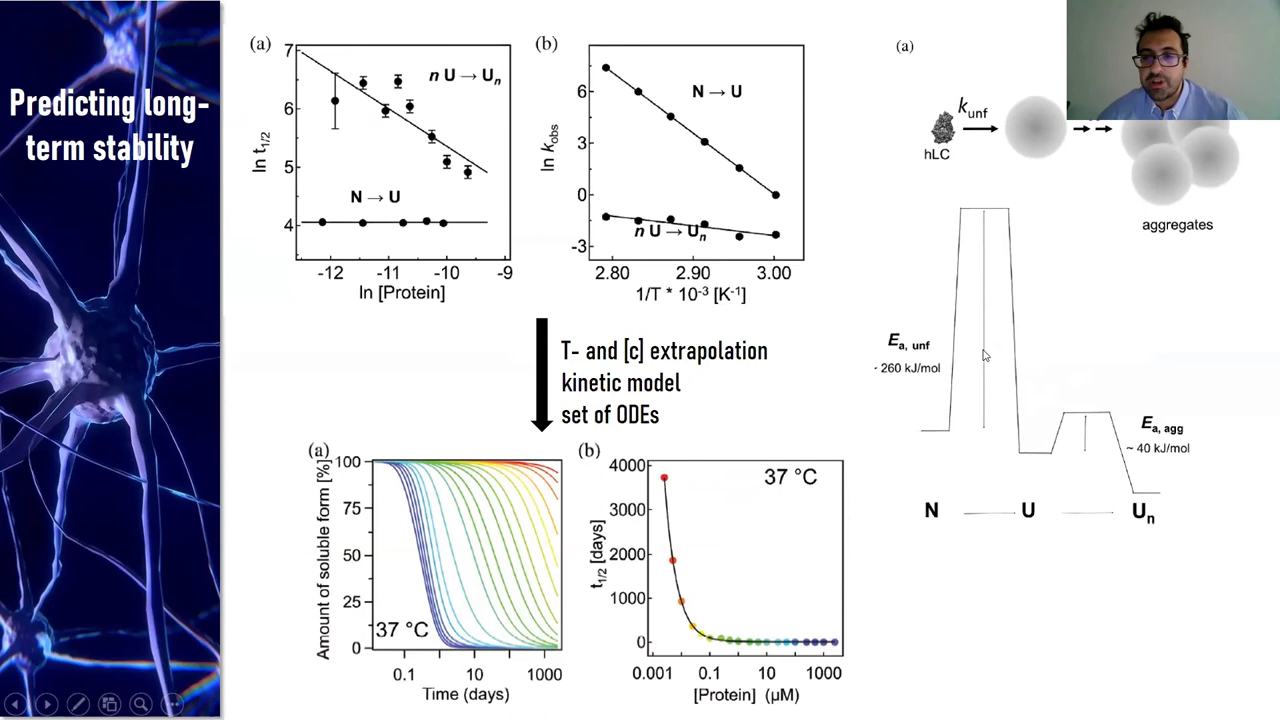 Predicting long-
term stability
(a)
7
6
5
4
ln t1/2
n U → Un
N → U
-12
-11
-10
-9
ln [Protein]
(b)
6
3
0
-3
ln kobs
N → U
n U → Un
2.80
2.90
3.00
1/T * 10-3 [K-1]
T- and [c] extrapolation
kinetic model
set of ODEs
(a)
Amount of soluble form [%]
100
75
50
25
0
37 °C
0.1
10
1000
Time (days)
(b)
t1/2 [days]
4000
3000
2000
1000
0
37 °C
0.001
0.1
10
1000
[Protein] (µM)
(a)
kunf
hLC
aggregates
Ea, unf
~ 260 kJ/mol
Ea, agg
~ 40 kJ/mol
N
U
Un